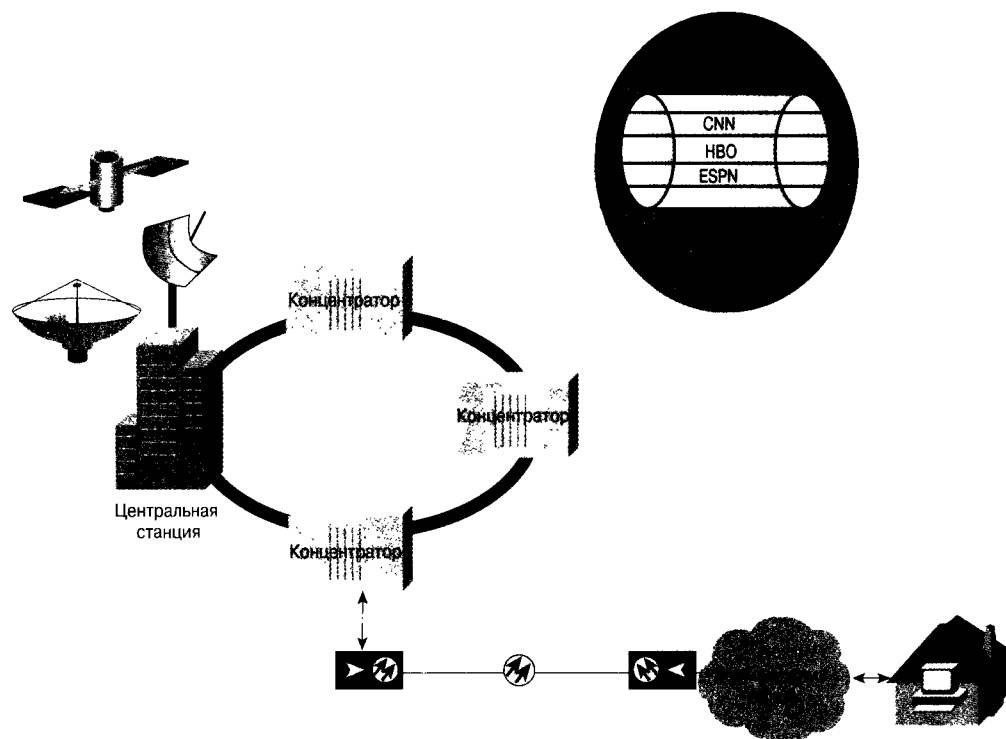 CNN
HBO
ESPN
Концентратор
Концентратор
Центральная
станция
Концентратор